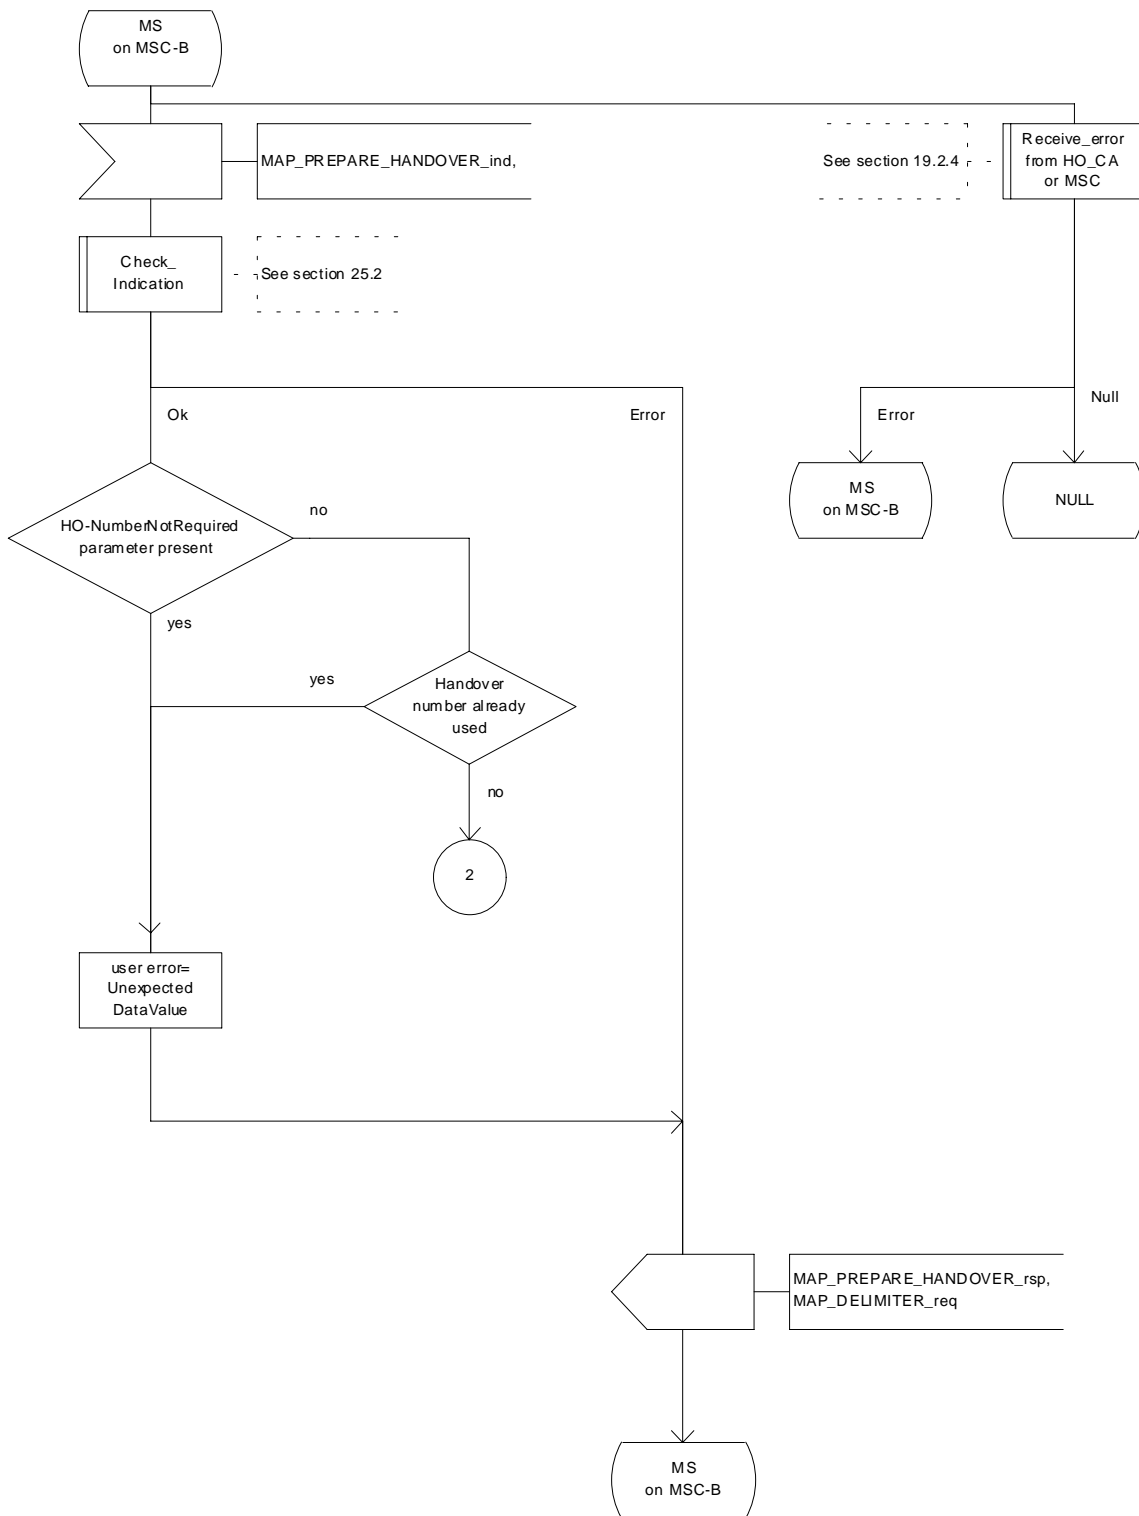 MS
on MSC-B
MAP_PREPARE_HANDOVER_ind,
See section 19.2.4
Receive_error
from HO_CA
or MSC
Check_
Indication
See section 25.2
Ok
Error
Error
Null
MS
on MSC-B
NULL
HO-NumberNotRequired
parameter present
no
yes
yes
Handover
number already
used
no
2
user error=
Unexpected
DataValue
MAP_PREPARE_HANDOVER_rsp,
MAP_DELIMITER_req
MS
on MSC-B